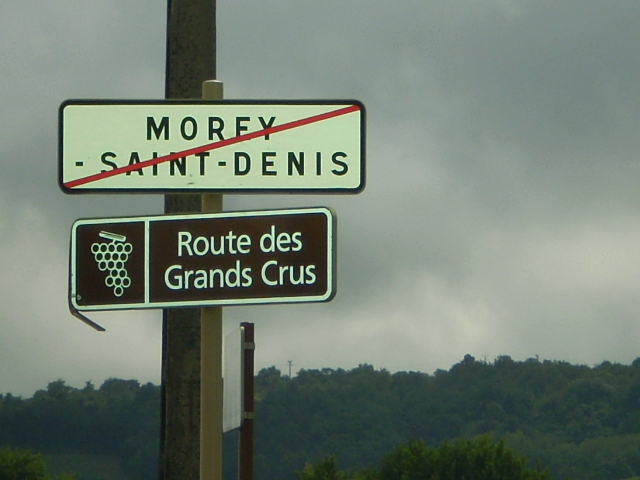 MOREY
- SAINT-DENIS
Route des
Grands Crus